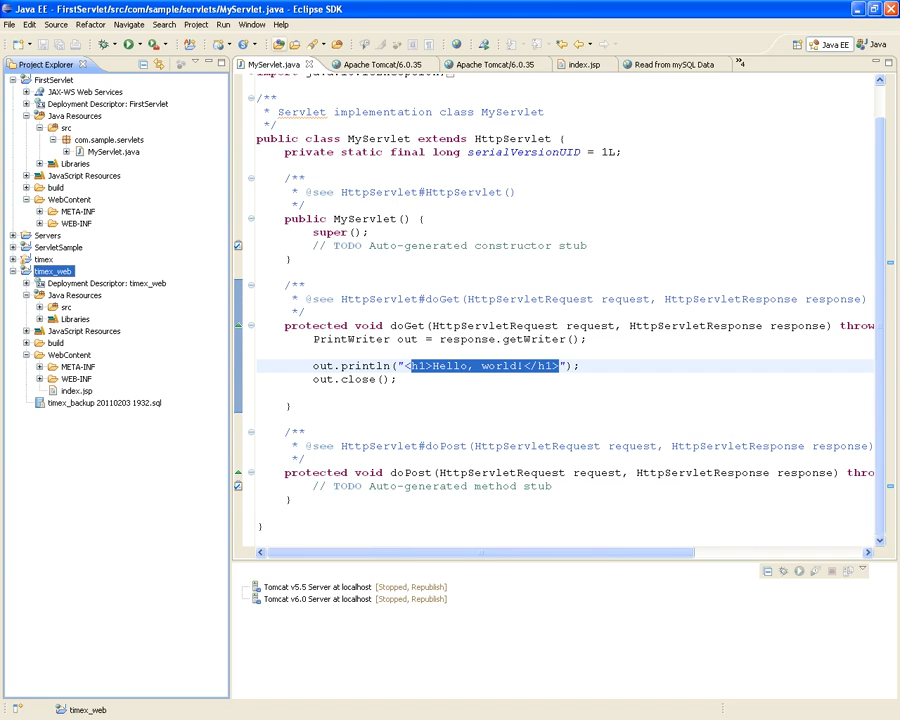 Java EE - FirstServlet/src/com/sample/servlets/MyServlet.java - Eclipse SDK
File Edit Source Refactor Navigate Search Project Run Window Help
Java EE Java
Project Explorer
FirstServlet
JAX-WS Web Services
Deployment Descriptor: FirstServlet
Java Resources
src
com.sample.servlets
MyServlet.java
Libraries
JavaScript Resources
build
WebContent
META-INF
WEB-INF
Servers
ServletSample
timex
timex_web
Deployment Descriptor: timex_web
Java Resources
src
Libraries
JavaScript Resources
build
WebContent
META-INF
WEB-INF
index.jsp
timex_backup 20110203 1932.sql
MyServlet.java Apache Tomcat/6.0.35 Apache Tomcat/6.0.35 index.jsp Read from mySQL Data »4
/**
* Servlet implementation class MyServlet
*/
public class MyServlet extends HttpServlet {
private static final long serialVersionUID = 1L;
/**
* @see HttpServlet#HttpServlet()
*/
public MyServlet() {
super();
// TODO Auto-generated constructor stub
}
/**
* @see HttpServlet#doGet(HttpServletRequest request, HttpServletResponse response)
*/
protected void doGet(HttpServletRequest request, HttpServletResponse response) throw
PrintWriter out = response.getWriter();
out.println("<h1>Hello, world!</h1>");
out.close();
}
/**
* @see HttpServlet#doPost(HttpServletRequest request, HttpServletResponse response)
*/
protected void doPost(HttpServletRequest request, HttpServletResponse response) thro
// TODO Auto-generated method stub
}
}
Tomcat v5.5 Server at localhost [Stopped, Republish]
Tomcat v6.0 Server at localhost [Stopped, Republish]
timex_web